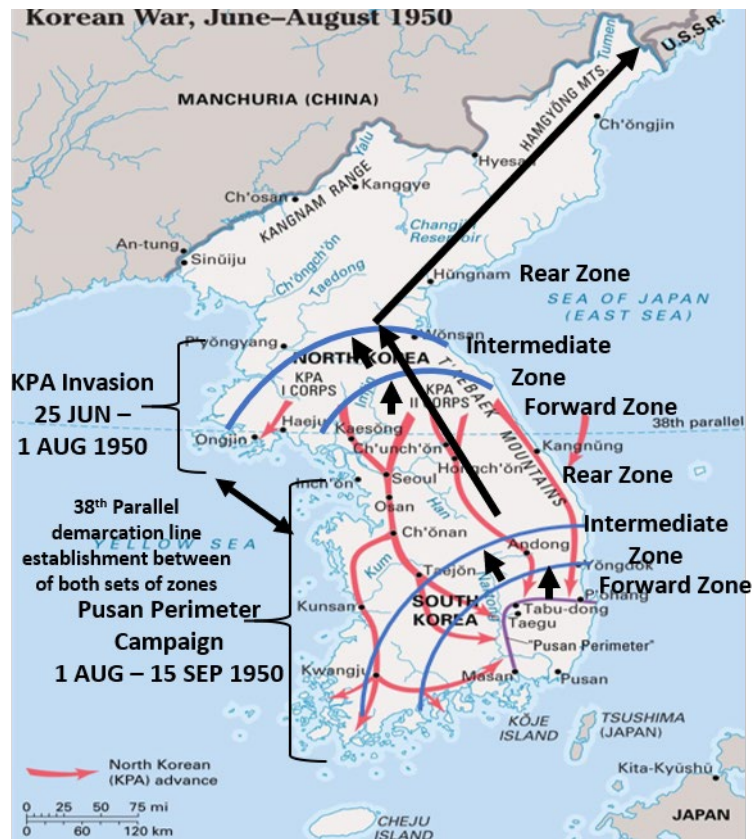 Korean War, June–August 1950
U.S.S.R.
Tumen
MANCHURIA (CHINA)
HAMGYŎNG MTS.
Ch'ŏngjin
Yalu
Hyesan
Kanggye
KANGNAM RANGE
Ch'osan
Changjin
Reservoir
An-tung
Sinŭiju
Ch'ŏngch'ŏn
Taedong
Hŭngnam
Rear Zone
SEA OF JAPAN
(EAST SEA)
P'yŏngyang
Wŏnsan
Intermediate
Zone
NORTH KOREA
KPA Invasion
25 JUN –
1 AUG 1950
KPA
I CORPS
Imjin
KPA
II CORPS
T'AEBAEK MOUNTAINS
Forward Zone
38th parallel
Ongjin
Haeju
Kaesŏng
Ch'unch'ŏn
Kangnŭng
Hongch'ŏn
Rear Zone
Inch'ŏn
Seoul
Osan
Han
38th Parallel
demarcation line
establishment between
of both sets of zones
YELLOW SEA
Ch'ŏnan
Intermediate
Zone
Andong
Yŏngdŏk
Forward Zone
Kum
Taejŏn
Naktong
P'ohang
Pusan Perimeter
Campaign
1 AUG – 15 SEP 1950
Kunsan
SOUTH
KOREA
Tabu-dong
Taegu
"Pusan Perimeter"
Kwangju
Masan
Pusan
KŎJE
ISLAND
TSUSHIMA
(JAPAN)
North Korean
(KPA) advance
Kita-Kyūshū
0 25 50 75 mi
0 60 120 km
CHEJU
ISLAND
JAPAN